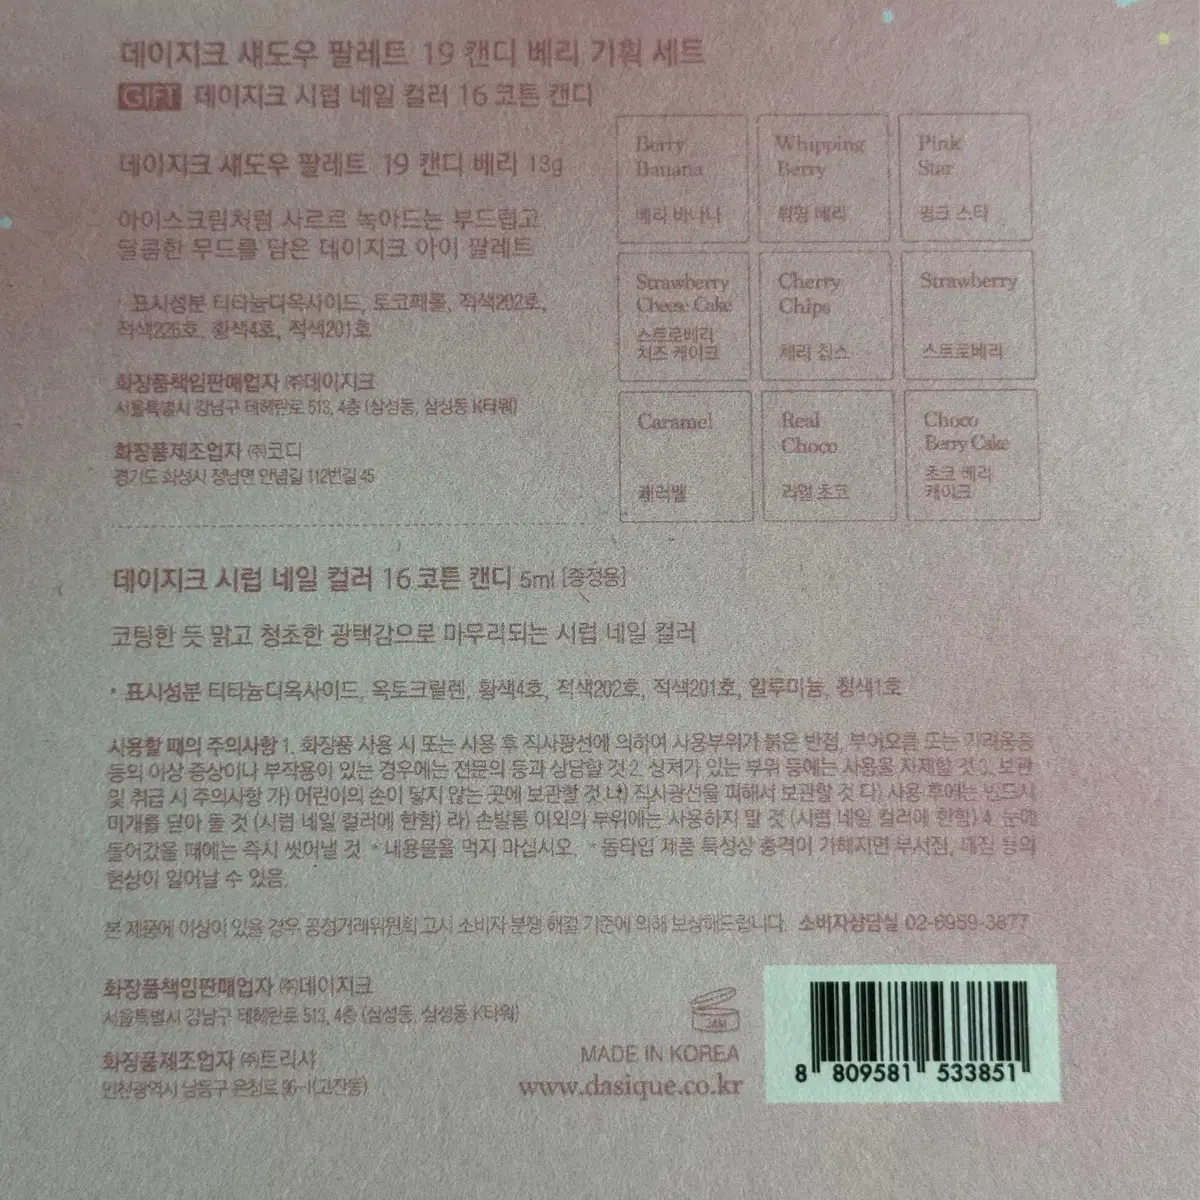 데이지크 섀도우 팔레트 19 캔디 베리 기획 세트
GIFT 데이지크 시럽 네일 컬러 16 코튼 캔디
데이지크 섀도우 팔레트 19 캔디 베리 13g
아이스크림처럼 사르르 녹아드는 부드럽고
달콤한 무드를 담은 데이지크 아이 팔레트
· 표시성분 티타늄디옥사이드, 토코페롤, 적색202호,
적색226호, 황색4호, 적색201호
화장품책임판매업자 ㈜데이지크
서울특별시 강남구 테헤란로 513, 4층 (삼성동, 삼성동 K타워)
화장품제조업자 ㈜코디
경기도 화성시 정남면 만년길 112번길 45
Berry
Banana
베리 바나나
Whipping
Berry
휘핑 베리
Pink
Star
핑크 스타
Strawberry
Cheese Cake
스트로베리
치즈 케이크
Cherry
Chips
체리 칩스
Strawberry
스트로베리
Caramel
캐러멜
Real
Choco
리얼 초코
Choco
Berry Cake
초코 베리
케이크
데이지크 시럽 네일 컬러 16 코튼 캔디 5ml [증정용]
코팅한 듯 맑고 청초한 광택감으로 마무리되는 시럽 네일 컬러
· 표시성분 티타늄디옥사이드, 옥토크릴렌, 황색4호, 적색202호, 적색201호, 알루미늄, 청색1호
사용할 때의 주의사항 1. 화장품 사용 시 또는 사용 후 직사광선에 의하여 사용부위가 붉은 반점, 부어오름 또는 가려움증
등의 이상 증상이나 부작용이 있는 경우에는 전문의 등과 상담할 것 2. 상처가 있는 부위 등에는 사용을 자제할 것 3. 보관
및 취급 시 주의사항 가) 어린이의 손이 닿지 않는 곳에 보관할 것 나) 직사광선을 피해서 보관할 것 다) 사용 후에는 반드시
마개를 닫아 둘 것 (시럽 네일 컬러에 한함) 라) 손발톱 이외의 부위에는 사용하지 말 것 (시럽 네일 컬러에 한함) 4. 눈에
들어갔을 때에는 즉시 씻어낼 것 * 내용물을 먹지 마십시오. * 돔타입 제품 특성상 충격이 가해지면 부서짐, 깨짐 등의
현상이 일어날 수 있음.
본 제품에 이상이 있을 경우 공정거래위원회 고시 소비자 분쟁 해결 기준에 의해 보상해드립니다. 소비자상담실 02-6959-3877
화장품책임판매업자 ㈜데이지크
서울특별시 강남구 테헤란로 513, 4층 (삼성동, 삼성동 K타워)
화장품제조업자 ㈜트리샤
인천광역시 남동구 은청로 96-1(고잔동)
24M
MADE IN KOREA
www.dasique.co.kr
8 809581 533851